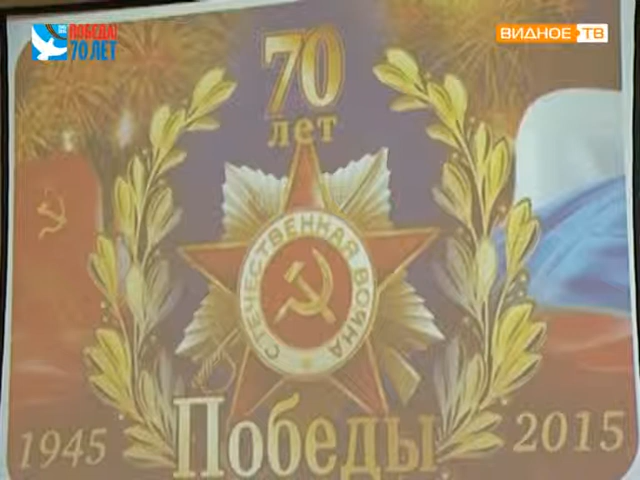 ПОБЕДА!
70 ЛЕТ
ВИДНОЕ ТВ
70
лет
ОТЕЧЕСТВЕННАЯ ВОЙНА
Победы
1945
2015